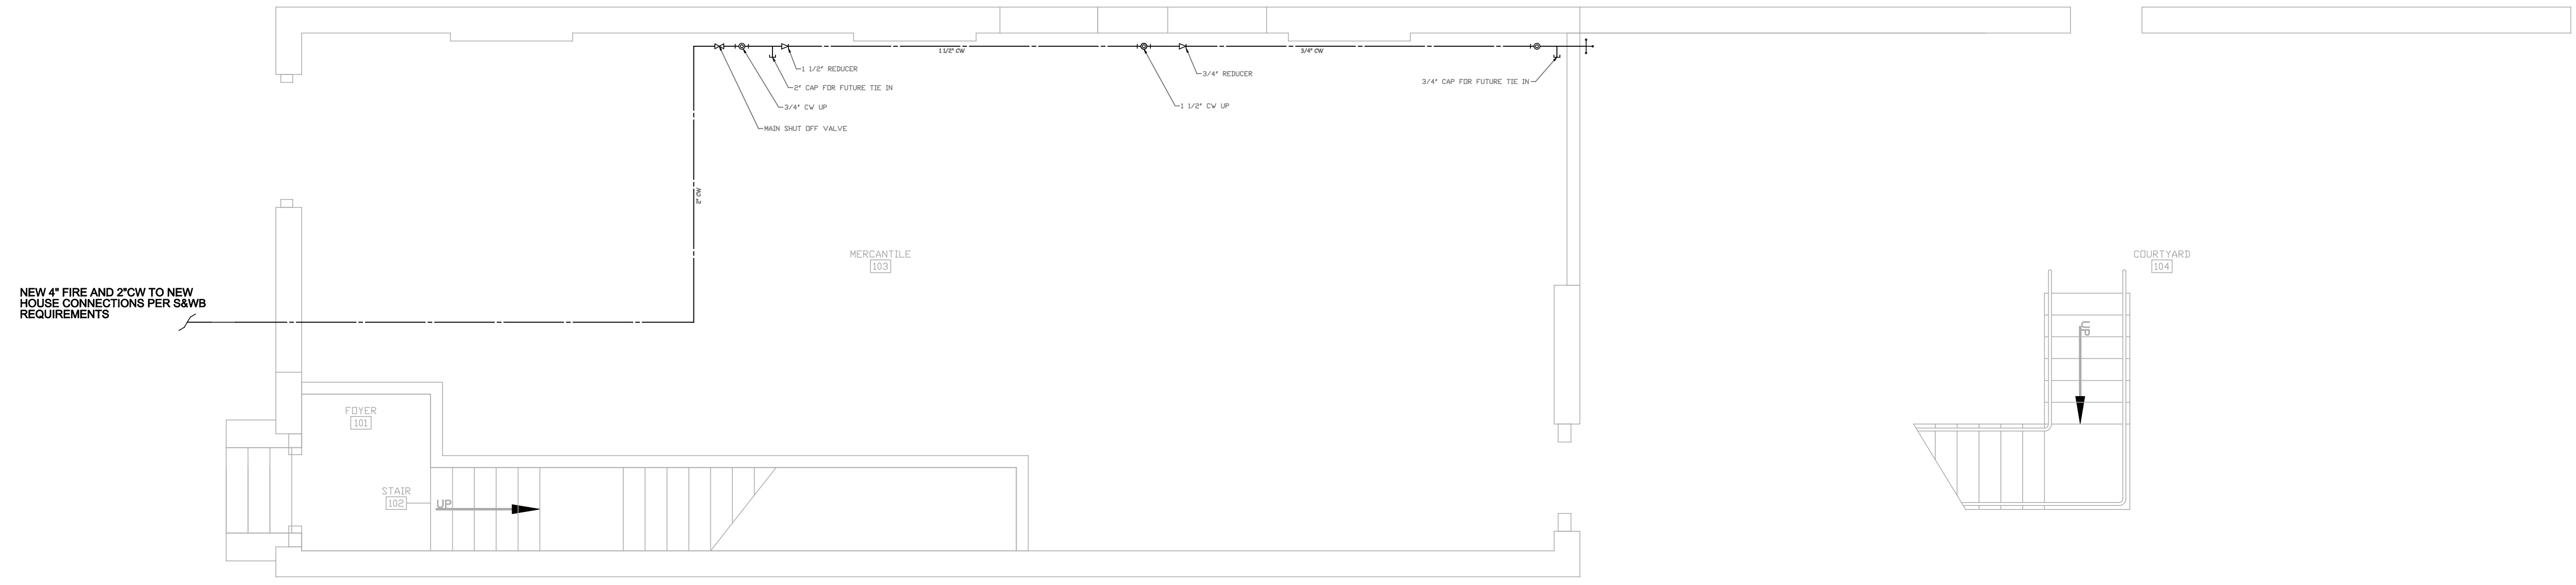 1 1/2" CW
3/4" CW
1 1/2" REDUCER
3/4" REDUCER
3/4" CAP FOR FUTURE TIE IN
2" CAP FOR FUTURE TIE IN
3/4" CW UP
1 1/2" CW UP
MAIN SHUT OFF VALVE
2" CW
MERCANTILE
103
COURTYARD
104
NEW 4" FIRE AND 2"CW TO NEW
HOUSE CONNECTIONS PER S&WB
REQUIREMENTS
UP
FOYER
101
STAIR
102
UP